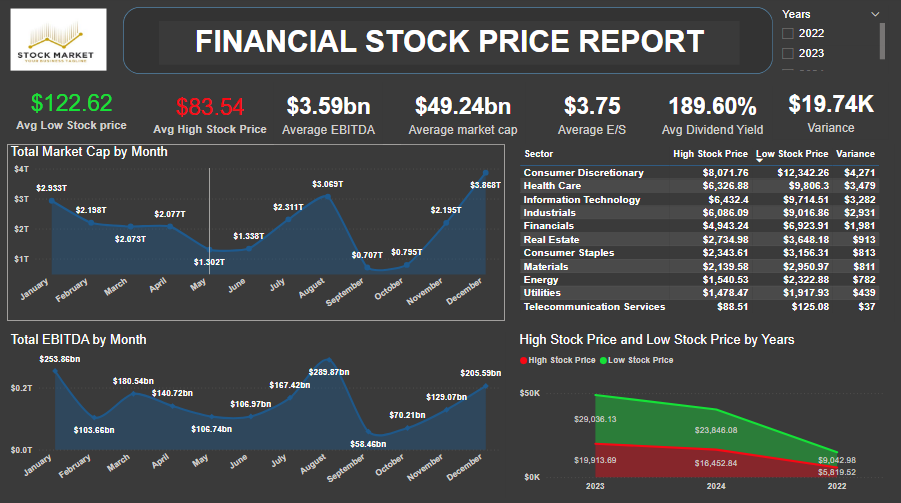 STOCK MARKET
YOUR BUSINESS TAGLINE
FINANCIAL STOCK PRICE REPORT
Years
2022
2023
$122.62
Avg Low Stock price
$83.54
Avg High Stock Price
$3.59bn
Average EBITDA
$49.24bn
Average market cap
$3.75
Average E/S
189.60%
Avg Dividend Yield
$19.74K
Variance
Total Market Cap by Month
$4T
$3T
$2T
$1T
$2.933T
$2.198T
$2.073T
$2.077T
$1.302T
$1.338T
$2.311T
$3.069T
$0.707T
$0.795T
$2.195T
$3.868T
January
February
March
April
May
June
July
August
September
October
November
December
Sector High Stock Price Low Stock Price Variance
Consumer Discretionary $8,071.76 $12,342.26 $4,271
Health Care $6,326.88 $9,806.3 $3,479
Information Technology $6,432.4 $9,714.51 $3,282
Industrials $6,086.09 $9,016.86 $2,931
Financials $4,943.24 $6,923.91 $1,981
Real Estate $2,734.98 $3,648.18 $913
Consumer Staples $2,343.61 $3,156.31 $813
Materials $2,139.58 $2,950.97 $811
Energy $1,540.53 $2,322.88 $782
Utilities $1,478.47 $1,917.93 $439
Telecommunication Services $88.51 $125.08 $37
Total EBITDA by Month
$0.2T
$0.0T
$253.86bn
$103.66bn
$180.54bn
$140.72bn
$106.74bn
$106.97bn
$167.42bn
$289.87bn
$58.46bn
$70.21bn
$129.07bn
$205.59bn
January
February
March
April
May
June
July
August
September
October
November
December
High Stock Price and Low Stock Price by Years
High Stock Price Low Stock Price
$50K
$0K
$29,036.13
$23,846.08
$9,042.98
$19,913.69
$16,452.84
$5,819.52
2023
2024
2022